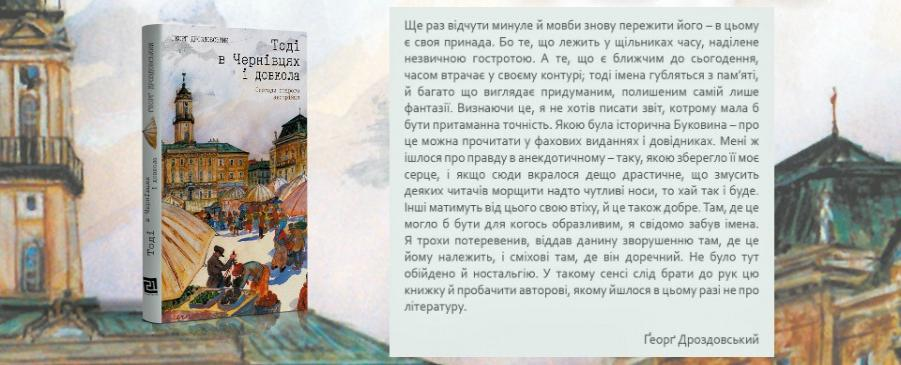 ҐЕОРҐ ДРОЗДОВСЬКИЙ
Тоді
в Чернівцях
і довкола
Спогади старого
австрійця
ҐЕОРҐ ДРОЗДОВСЬКИЙ
Тоді в Чернівцях і довкола
Ще раз відчути минуле й мовби знову пережити його – в цьому
є своя принада. Бо те, що лежить у щільниках часу, наділене
незвичною гостротою. А те, що є ближчим до сьогодення,
часом втрачає у своєму контурі; тоді імена губляться з пам’яті,
й багато що виглядає придуманим, полишеним самій лише
фантазії. Визнаючи це, я не хотів писати звіт, котрому мала б
бути притаманна точність. Якою була історична Буковина – про
це можна прочитати у фахових виданнях і довідниках. Мені ж
ішлося про правду в анекдотичному – таку, якою зберегло її моє
серце, і якщо сюди вкралося дещо драстичне, що змусить
деяких читачів морщити надто чутливі носи, то хай так і буде.
Інші матимуть від цього свою втіху, й це також добре. Там, де це
могло б бути для когось образливим, я свідомо забув імена.
Я трохи потеревенив, віддав данину зворушенню там, де це
йому належить, і сміхові там, де він доречний. Не було тут
обійдено й ностальгію. У такому сенсі слід брати до рук цю
книжку й пробачити авторові, якому йшлося в цьому разі не про
літературу.
Ґеорґ Дроздовський